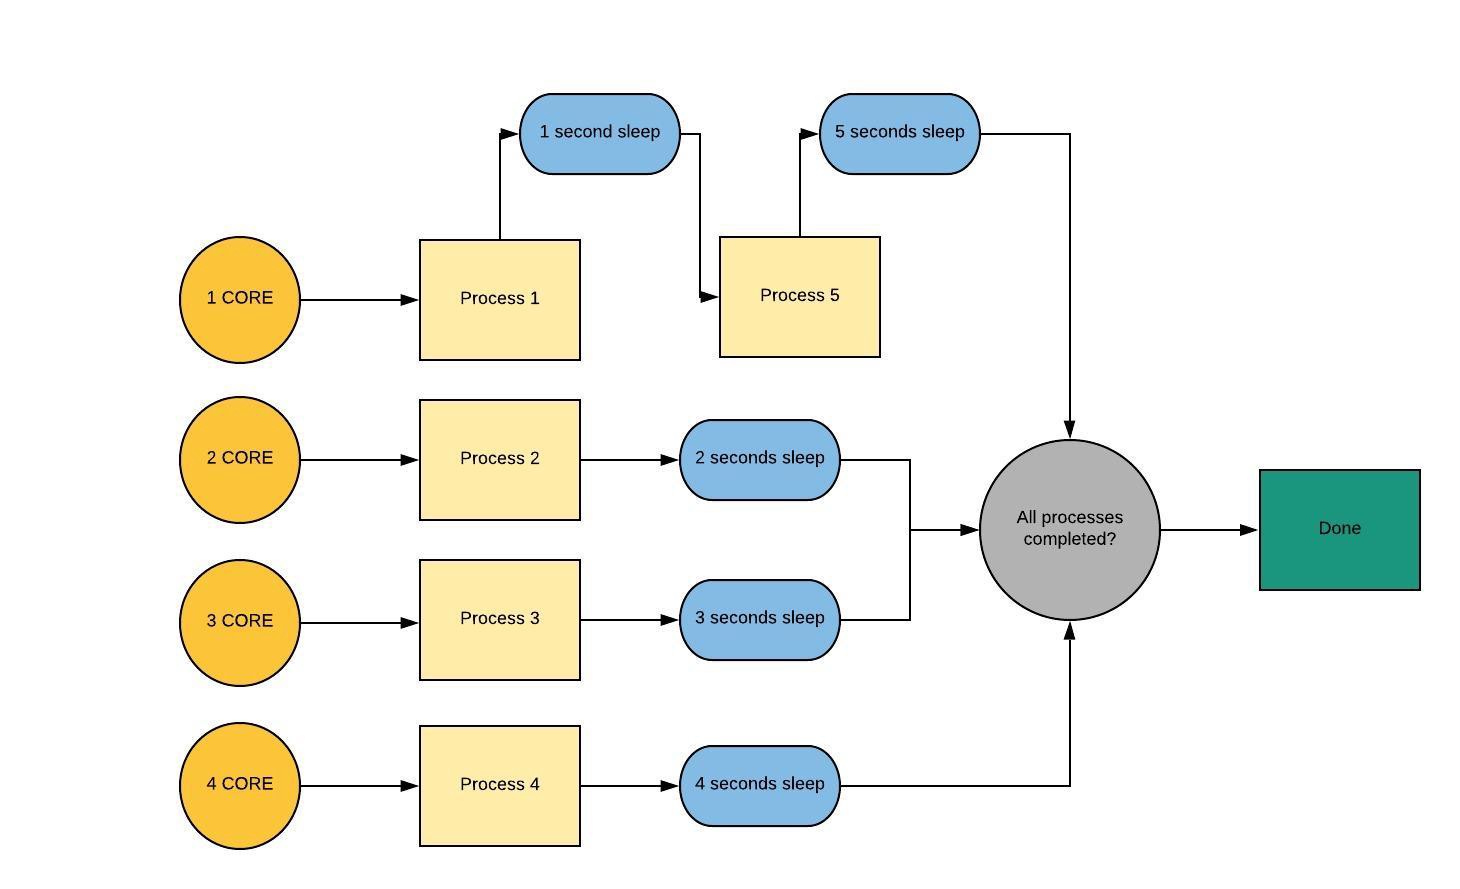 1 second sleep
5 seconds sleep
1 CORE
Process 1
Process 5
2 CORE
Process 2
2 seconds sleep
All processes
completed?
Done
3 CORE
Process 3
3 seconds sleep
4 CORE
Process 4
4 seconds sleep